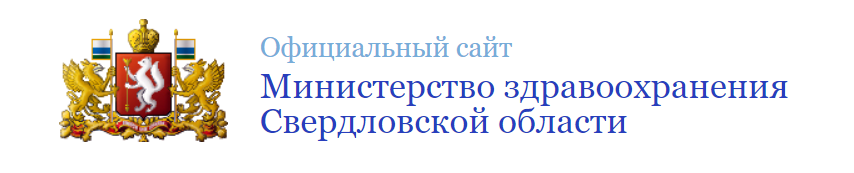 Официальный сайт
Министерство здравоохранения
Свердловской области